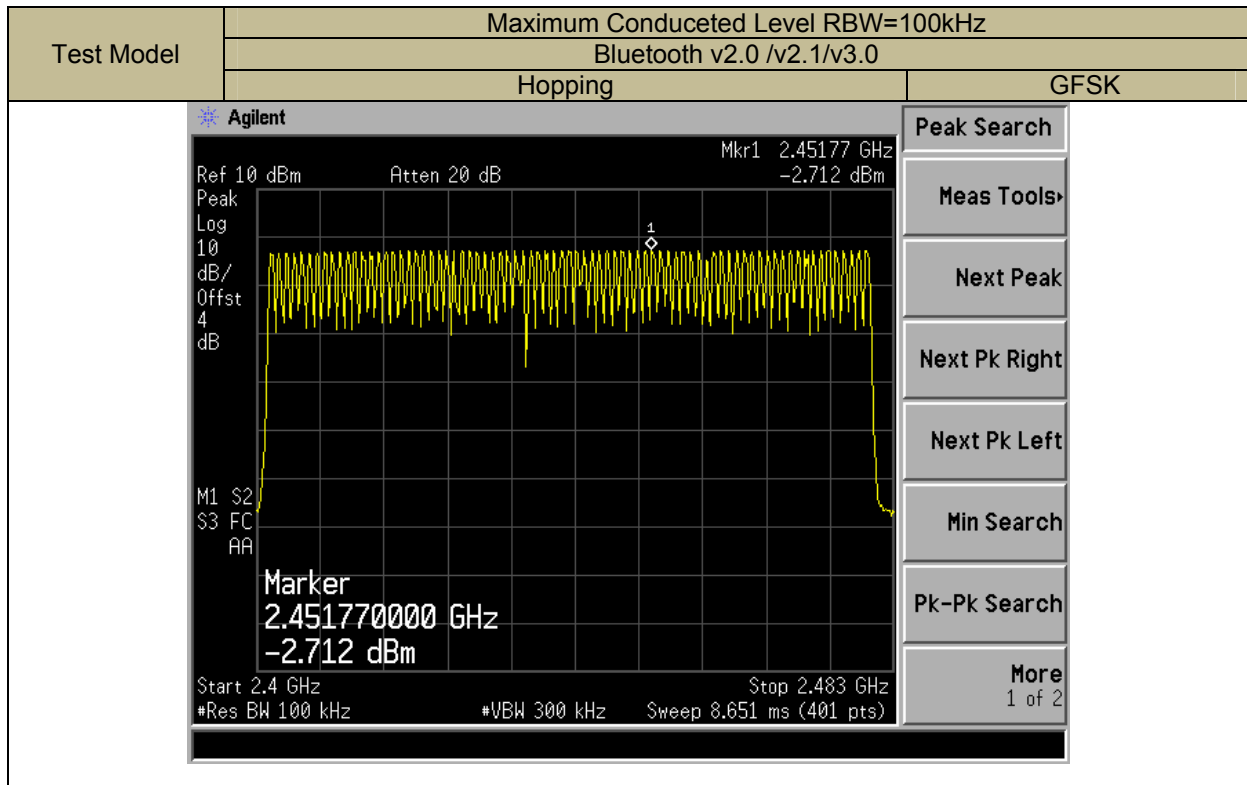 Test Model
Maximum Conduceted Level RBW=100kHz
Bluetooth v2.0 /v2.1/v3.0
Hopping GFSK
Agilent
Peak Search
Mkr1 2.45177 GHz
Ref 10 dBm Atten 20 dB -2.712 dBm
Peak
Log
10
dB/
Offst
4
dB
1
M1 S2
S3 FC
AA
Marker
2.451770000 GHz
-2.712 dBm
Start 2.4 GHz Stop 2.483 GHz
#Res BW 100 kHz #VBW 300 kHz Sweep 8.651 ms (401 pts)
Meas Tools
Next Peak
Next Pk Right
Next Pk Left
Min Search
Pk-Pk Search
More
1 of 2